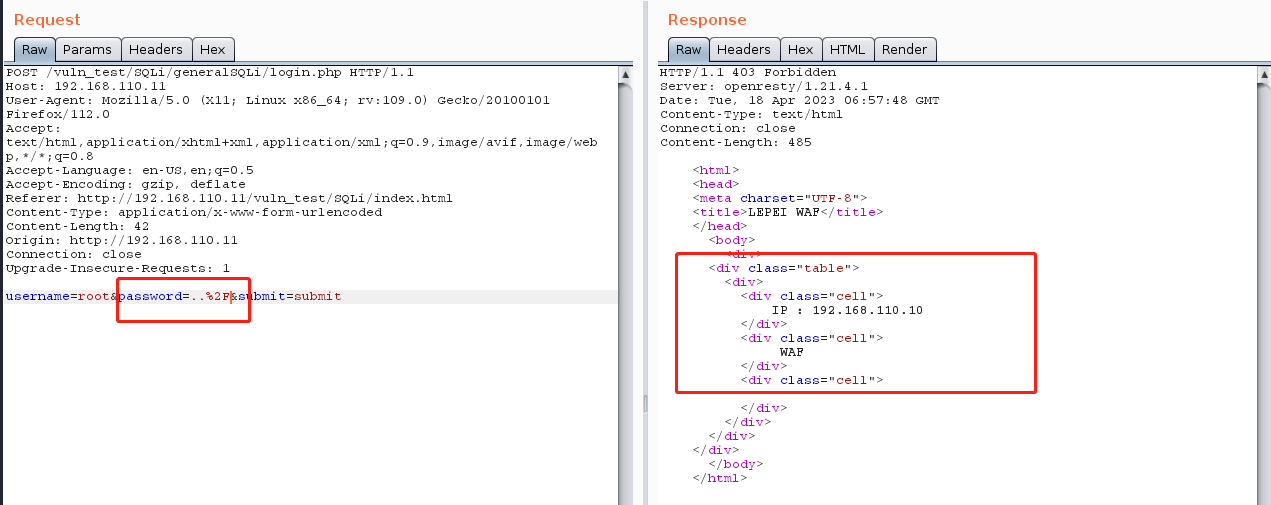 Request
Raw Params Headers Hex
POST /vuln_test/SQLi/generalSQLi/login.php HTTP/1.1
Host: 192.168.110.11
User-Agent: Mozilla/5.0 (X11; Linux x86_64; rv:109.0) Gecko/20100101
Firefox/112.0
Accept:
text/html,application/xhtml+xml,application/xml;q=0.9,image/avif,image/web
p,*/*;q=0.8
Accept-Language: en-US,en;q=0.5
Accept-Encoding: gzip, deflate
Referer: http://192.168.110.11/vuln_test/SQLi/index.html
Content-Type: application/x-www-form-urlencoded
Content-Length: 42
Origin: http://192.168.110.11
Connection: close
Upgrade-Insecure-Requests: 1
username=root&password=..%2F&submit=submit
Response
Raw Headers Hex HTML Render
HTTP/1.1 403 Forbidden
Server: openresty/1.21.4.1
Date: Tue, 18 Apr 2023 06:57:48 GMT
Content-Type: text/html
Connection: close
Content-Length: 485
<html>
<head>
<meta charset="UTF-8">
<title>LEPEI WAF</title>
</head>
<body>
<div>
<div class="table">
<div>
<div class="cell">
IP : 192.168.110.10
</div>
<div class="cell">
WAF
</div>
<div class="cell">
</div>
</div>
</div>
</div>
</body>
</html>